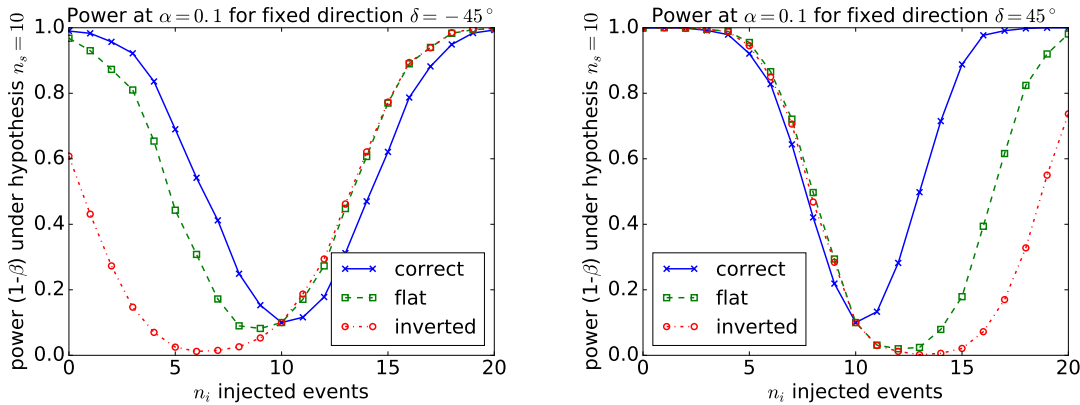 Power at α=0.1 for fixed direction δ=−45°
power (1-β) under hypothesis n_s=10
1.0
0.8
0.6
0.4
0.2
0.0
correct
flat
inverted
0 5 10 15 20
n_i injected events
Power at α=0.1 for fixed direction δ=45°
power (1-β) under hypothesis n_s=10
1.0
0.8
0.6
0.4
0.2
0.0
correct
flat
inverted
0 5 10 15 20
n_i injected events